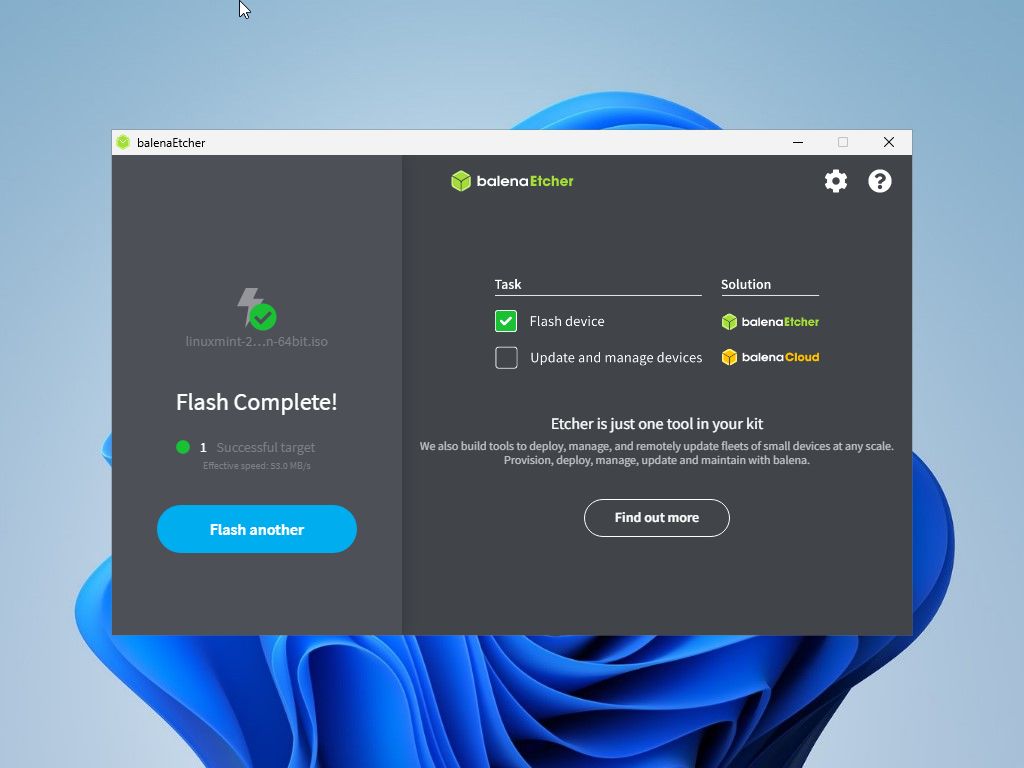 balenaEtcher
balenaEtcher
linuxmint-2...n-64bit.iso
Flash Complete!
1 Successful target
Effective speed: 53.0 MB/s
Flash another
Task Solution
Flash device balenaEtcher
Update and manage devices balenaCloud
Etcher is just one tool in your kit
We also build tools to deploy, manage, and remotely update fleets of small devices at any scale.
Provision, deploy, manage, update and maintain with balena.
Find out more